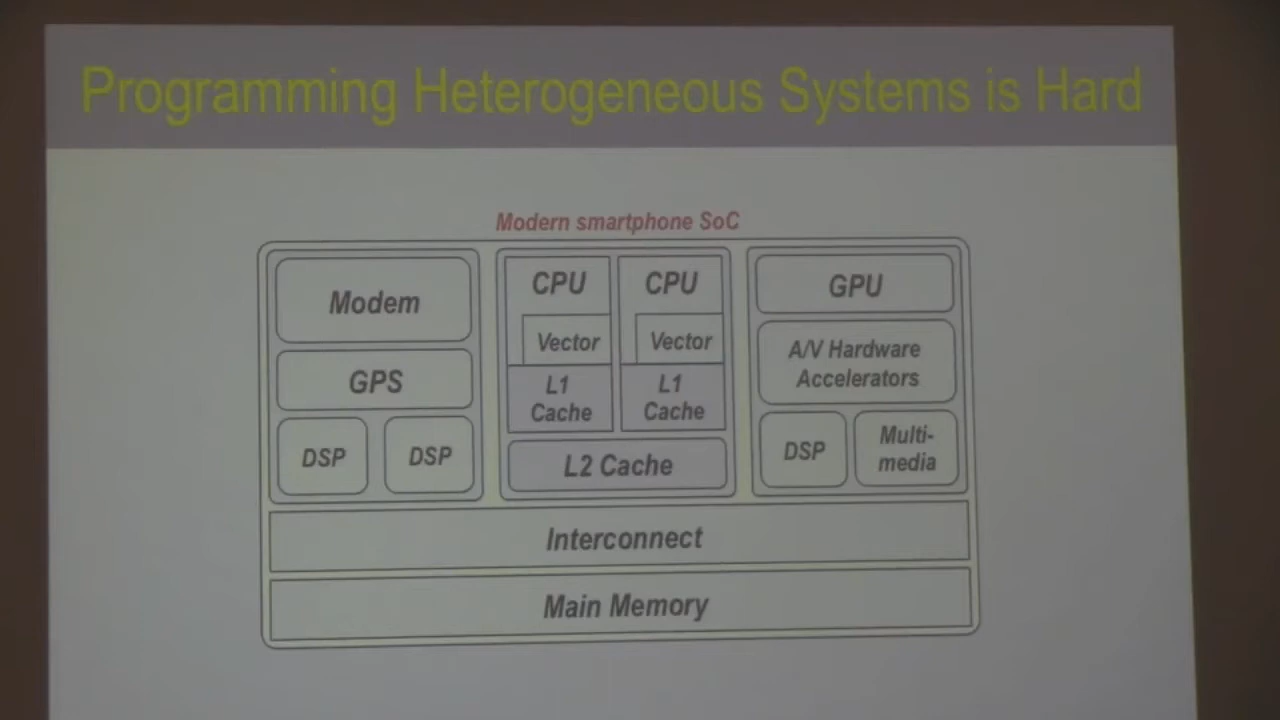 Programming Heterogeneous Systems is Hard
Modern smartphone SoC
Modem
GPS
DSP
DSP
CPU
CPU
Vector
Vector
L1
Cache
L1
Cache
L2 Cache
GPU
A/V Hardware
Accelerators
DSP
Multi-
media
Interconnect
Main Memory